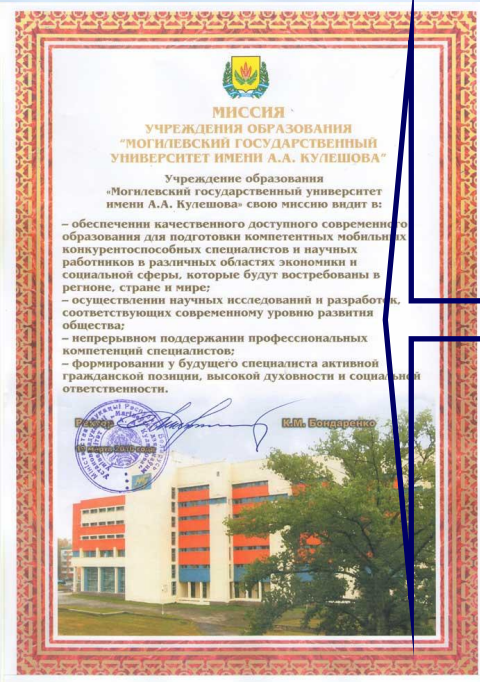 МИССИЯ
УЧРЕЖДЕНИЯ ОБРАЗОВАНИЯ
"МОГИЛЕВСКИЙ ГОСУДАРСТВЕННЫЙ
УНИВЕРСИТЕТ ИМЕНИ А.А. КУЛЕШОВА"
Учреждение образования
«Могилевский государственный университет
имени А.А. Кулешова» свою миссию видит в:
– обеспечении качественного доступного современного
образования для подготовки компетентных мобильных
конкурентоспособных специалистов и научных
работников в различных областях экономики и
социальной сферы, которые будут востребованы в
регионе, стране и мире;
– осуществлении научных исследований и разработок,
соответствующих современному уровню развития
общества;
– непрерывном поддержании профессиональных
компетенций специалистов;
– формировании у будущего специалиста активной
гражданской позиции, высокой духовности и социальной
ответственности.
Ректор К.М. Бондаренко